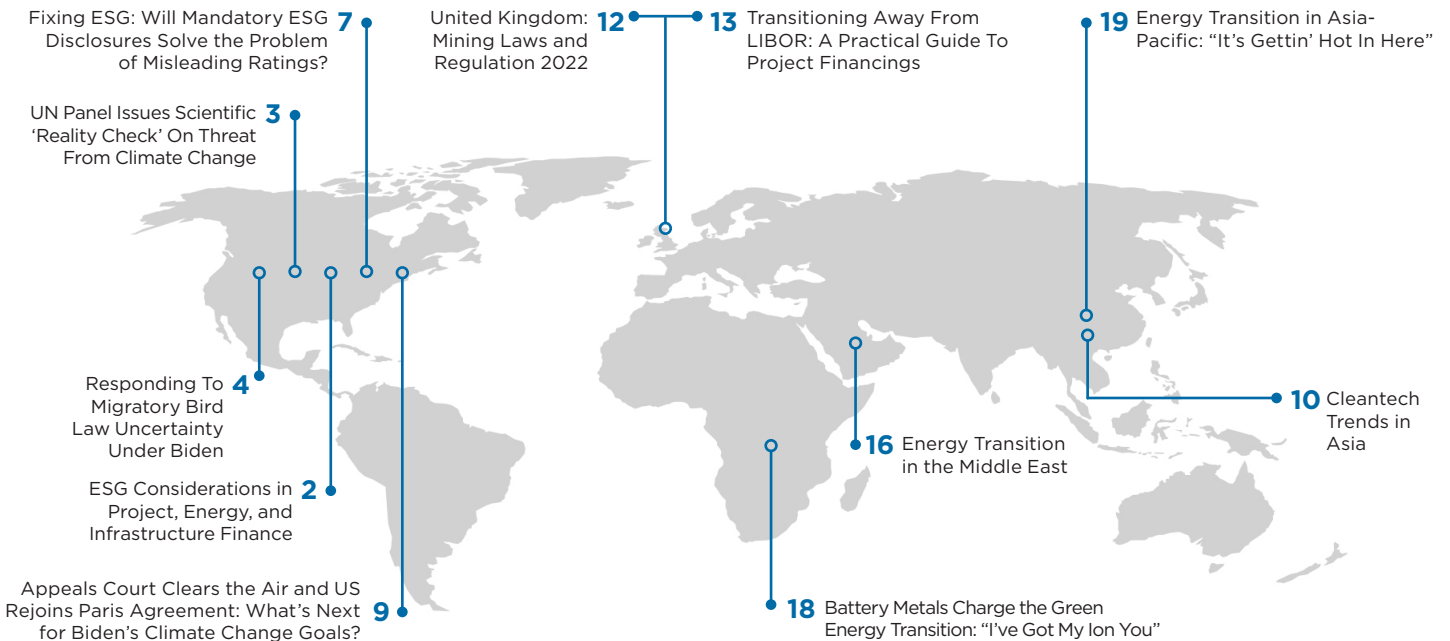 Fixing ESG: Will Mandatory ESG
Disclosures Solve the Problem
of Misleading Ratings?
7
United Kingdom:
Mining Laws and
Regulation 2022
12
13
Transitioning Away From
LIBOR: A Practical Guide To
Project Financings
19
Energy Transition in Asia-
Pacific: “It’s Gettin’ Hot In Here”
UN Panel Issues Scientific
‘Reality Check’ On Threat
From Climate Change
3
Responding To
Migratory Bird
Law Uncertainty
Under Biden
4
ESG Considerations in
Project, Energy, and
Infrastructure Finance
2
Appeals Court Clears the Air and US
Rejoins Paris Agreement: What’s Next
for Biden’s Climate Change Goals?
9
16
Energy Transition
in the Middle East
10
Cleantech
Trends in
Asia
18
Battery Metals Charge the Green
Energy Transition: “I’ve Got My Ion You”